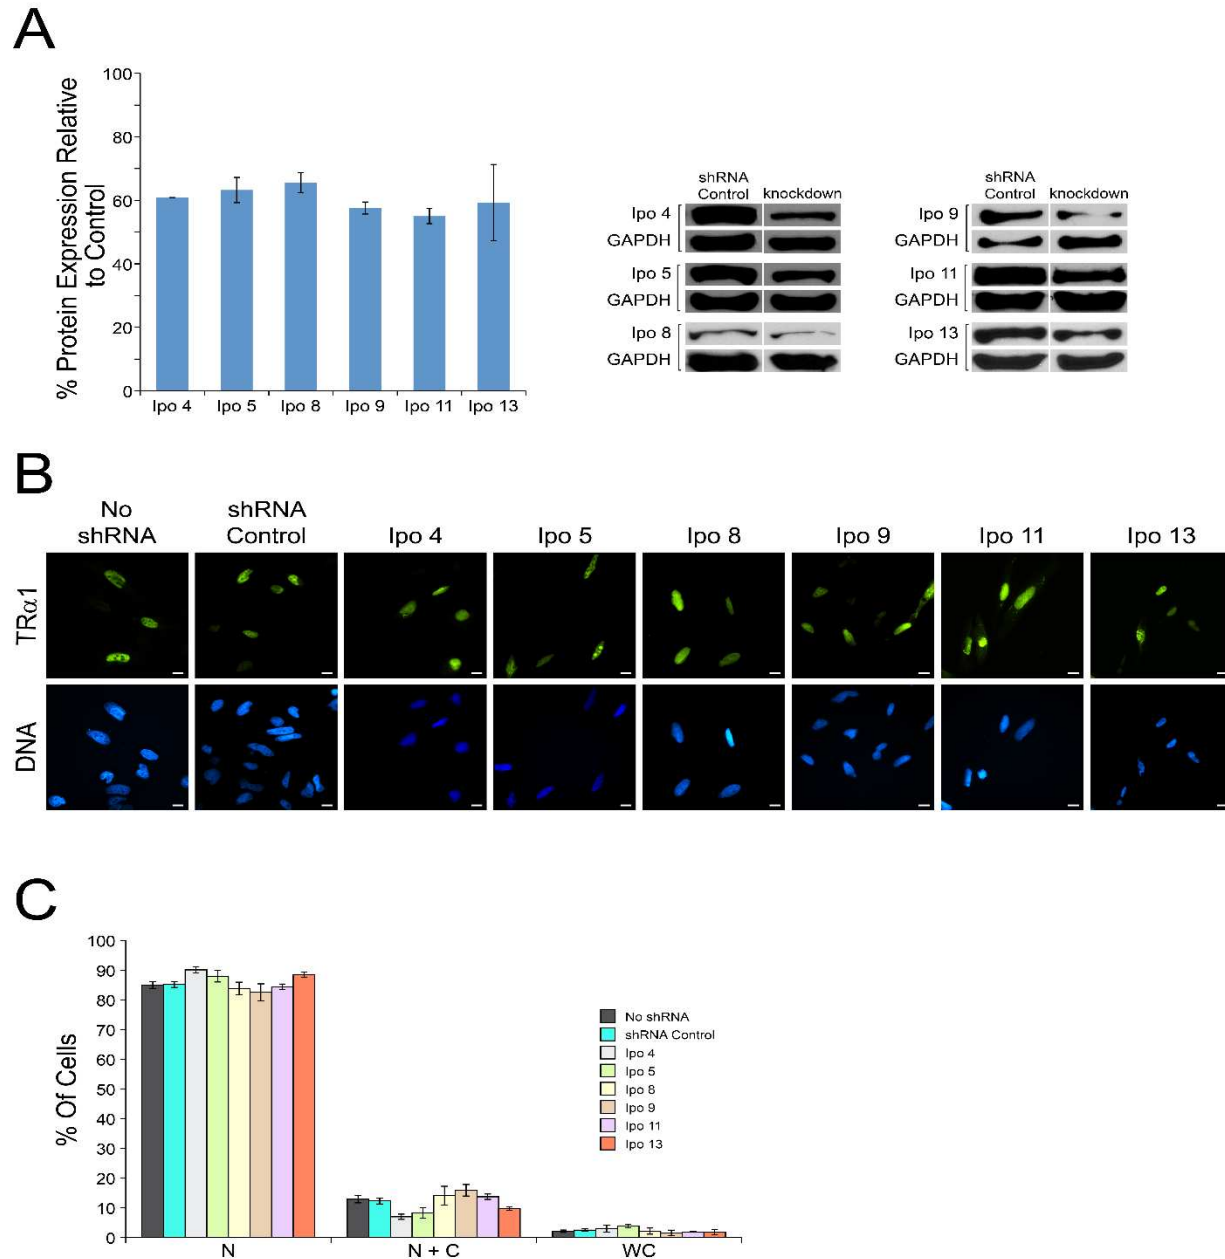 A
% Protein Expression Relative
to Control
100
80
60
40
20
0
Ipo 4 Ipo 5 Ipo 8 Ipo 9 Ipo 11 Ipo 13
shRNA
Control knockdown
Ipo 4
GAPDH
Ipo 5
GAPDH
Ipo 8
GAPDH
shRNA
Control knockdown
Ipo 9
GAPDH
Ipo 11
GAPDH
Ipo 13
GAPDH
B
No
shRNA
shRNA
Control
Ipo 4
Ipo 5
Ipo 8
Ipo 9
Ipo 11
Ipo 13
TRα1
DNA
C
% Of Cells
100
90
80
70
60
50
40
30
20
10
0
N
N + C
WC
No shRNA
shRNA Control
Ipo 4
Ipo 5
Ipo 8
Ipo 9
Ipo 11
Ipo 13